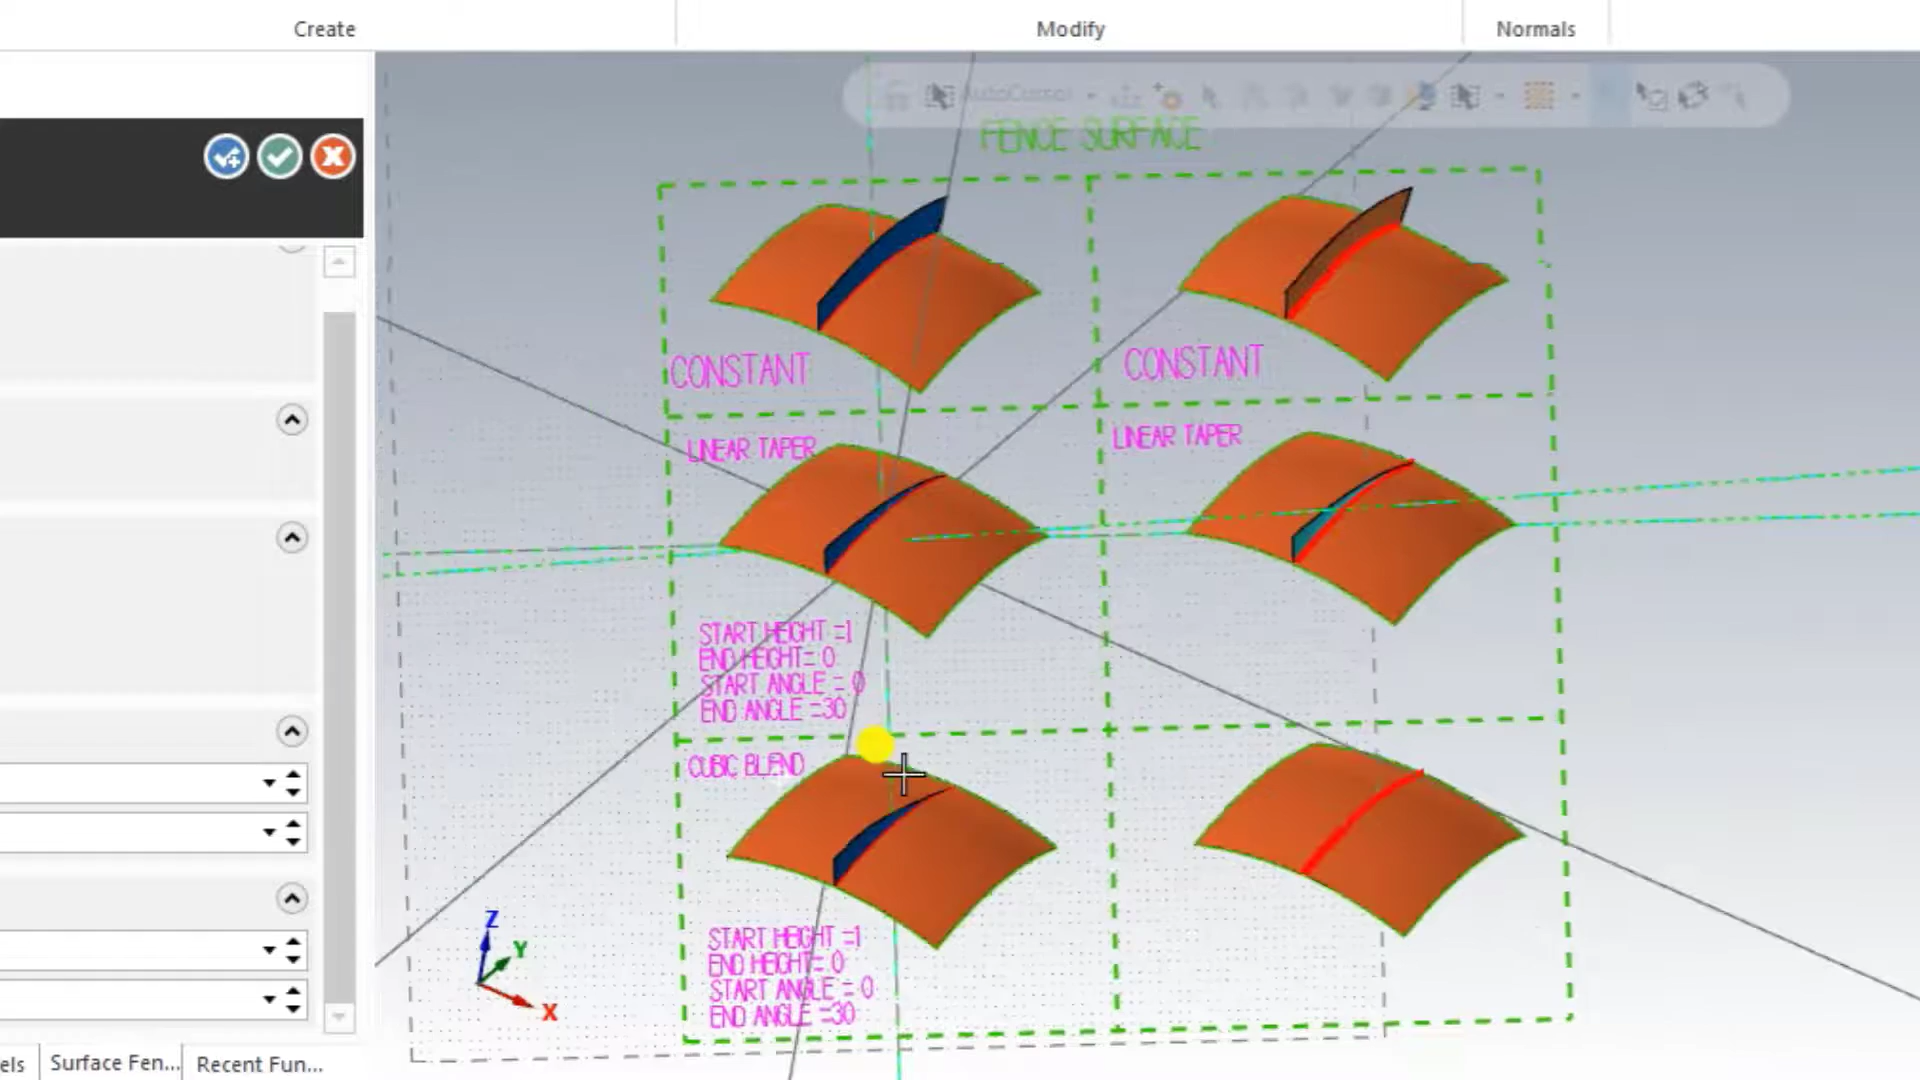 Create
Modify
Normals
AutoCursor
FENCE SURFACE
CONSTANT
CONSTANT
LINEAR TAPER
LINEAR TAPER
START HEIGHT =1
END HEIGHT= 0
START ANGLE = 0
END ANGLE =30
CUBIC BLEND
START HEIGHT =1
END HEIGHT= 0
START ANGLE = 0
END ANGLE =30
Z
Y
X
els
Surface Fen...
Recent Fun...